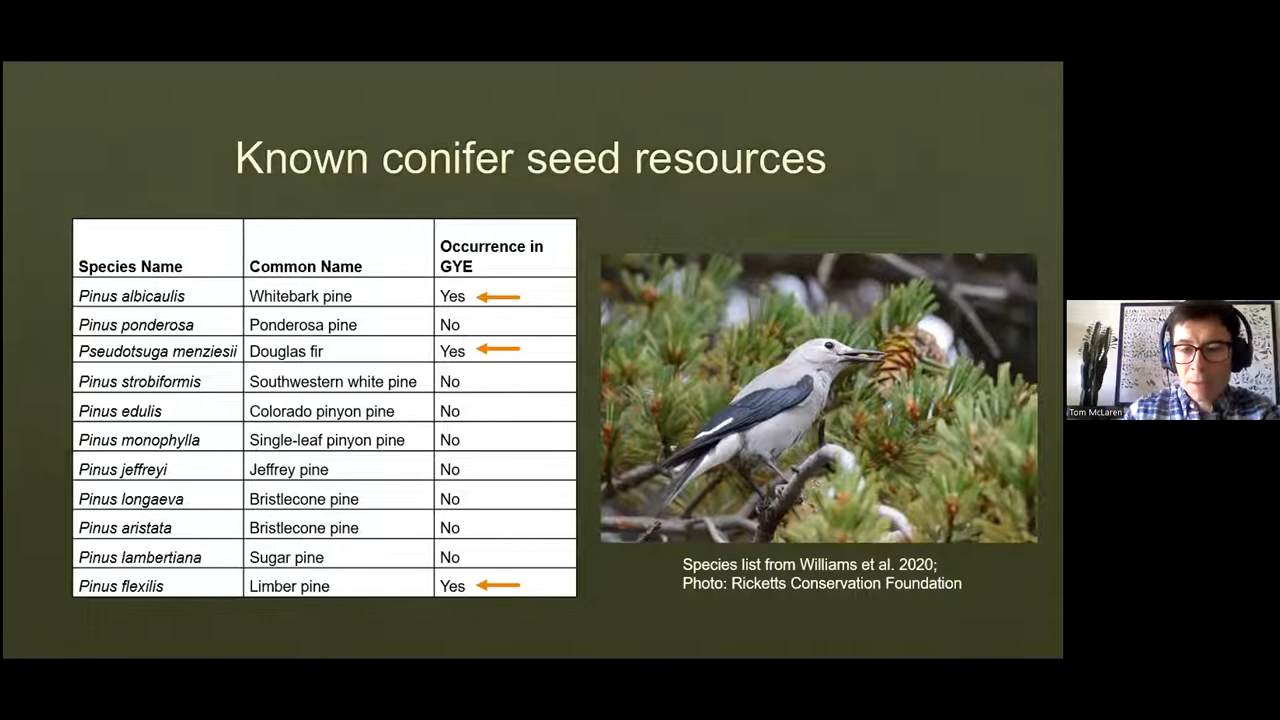 Known conifer seed resources
Species Name Common Name Occurrence in GYE
Pinus albicaulis Whitebark pine Yes
Pinus ponderosa Ponderosa pine No
Pseudotsuga menziesii Douglas fir Yes
Pinus strobiformis Southwestern white pine No
Pinus edulis Colorado pinyon pine No
Pinus monophylla Single-leaf pinyon pine No
Pinus jeffreyi Jeffrey pine No
Pinus longaeva Bristlecone pine No
Pinus aristata Bristlecone pine No
Pinus lambertiana Sugar pine No
Pinus flexilis Limber pine Yes
Species list from Williams et al. 2020;
Photo: Ricketts Conservation Foundation
Tom McLaren